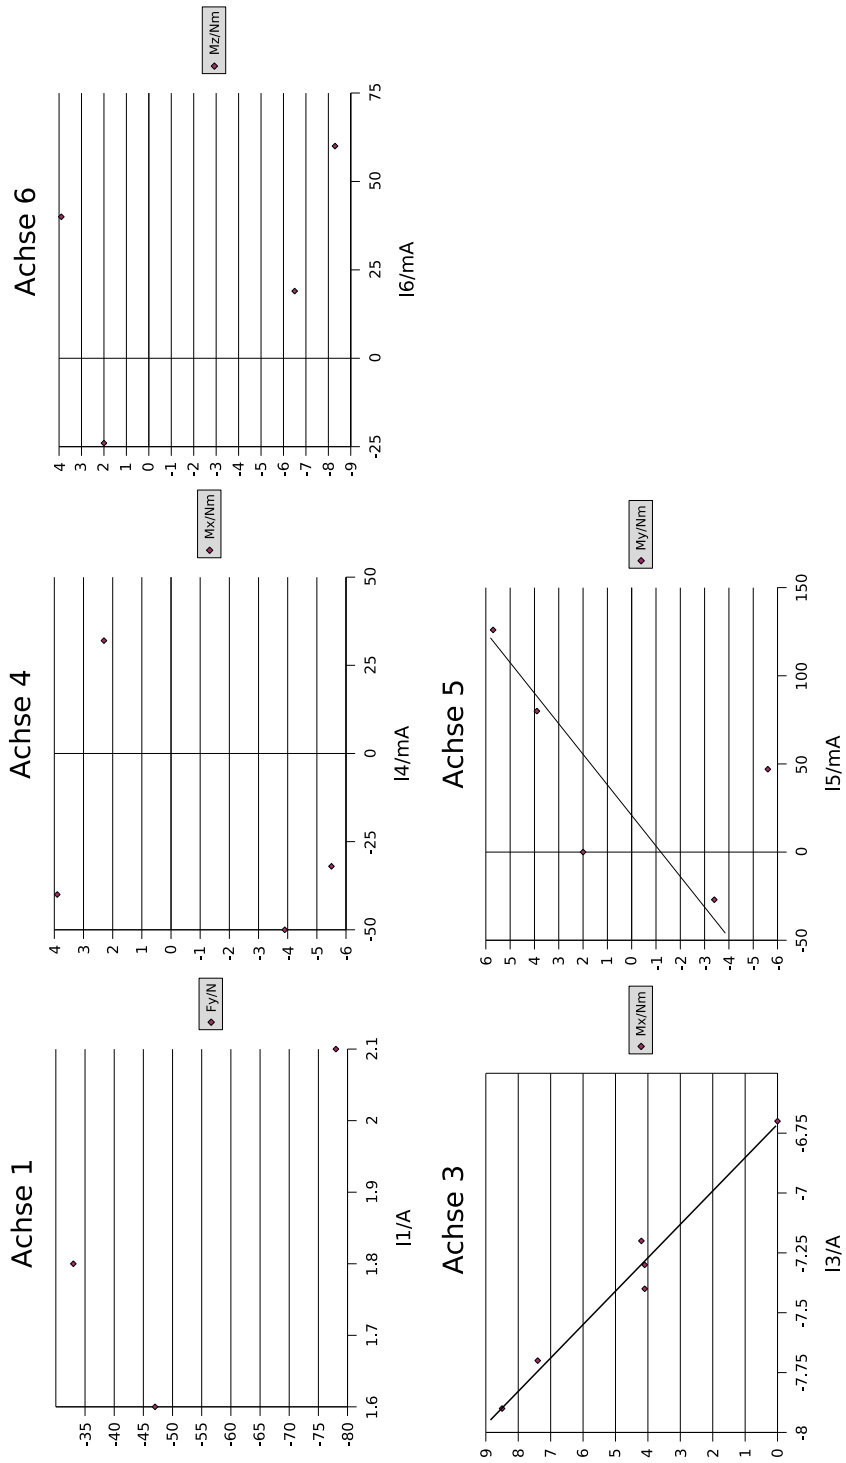 Achse 1
-35
-40
-45
-50
-55
-60
-65
-70
-75
-80
1.6 1.7 1.8 1.9 2 2.1
I1/A
Fy/N
Achse 4
4
3
2
1
0
-1
-2
-3
-4
-5
-6
-50 -25 0 25 50
I4/mA
Mx/Nm
Achse 6
4
3
2
1
0
-1
-2
-3
-4
-5
-6
-7
-8
-9
-25 0 25 50 75
I6/mA
Mz/Nm
Achse 3
9
8
7
6
5
4
3
2
1
0
-8 -7.75 -7.5 -7.25 -7 -6.75
I3/A
Mx/Nm
Achse 5
6
5
4
3
2
1
0
-1
-2
-3
-4
-5
-6
-50 0 50 100 150
I5/mA
My/Nm